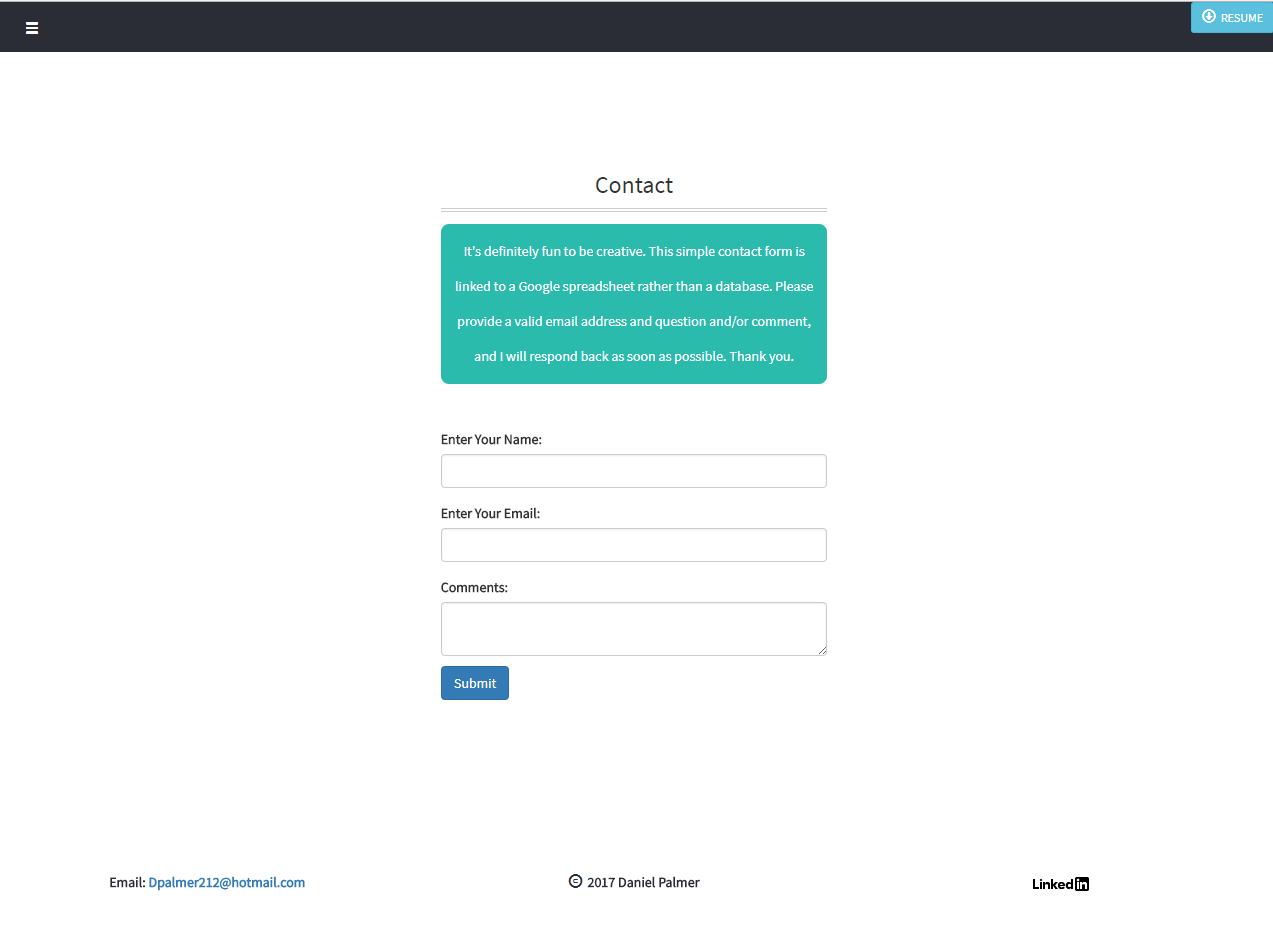 RESUME
Contact
It's definitely fun to be creative. This simple contact form is
linked to a Google spreadsheet rather than a database. Please
provide a valid email address and question and/or comment,
and I will respond back as soon as possible. Thank you.
Enter Your Name:
Enter Your Email:
Comments:
Submit
Email: Dpalmer212@hotmail.com
© 2017 Daniel Palmer
Linked in